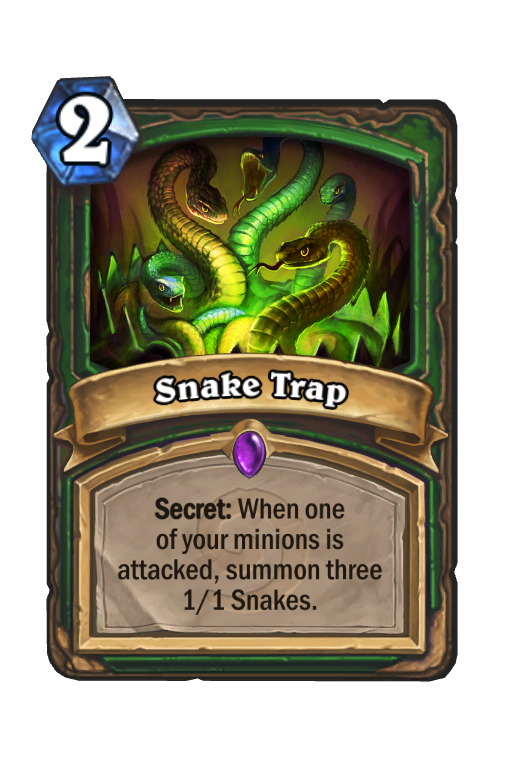 2
Snake Trap
Secret: When one
of your minions is
attacked, summon three
1/1 Snakes.